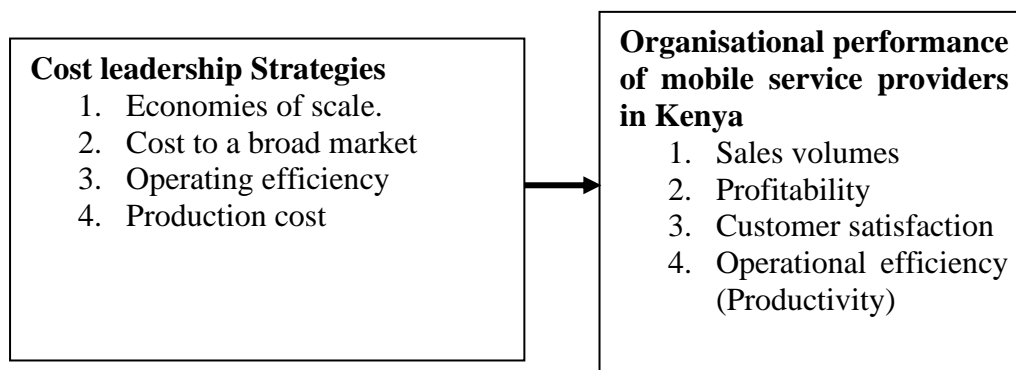 Cost leadership Strategies
1. Economies of scale.
2. Cost to a broad market
3. Operating efficiency
4. Production cost
Organisational performance
of mobile service providers
in Kenya
1. Sales volumes
2. Profitability
3. Customer satisfaction
4. Operational efficiency
(Productivity)